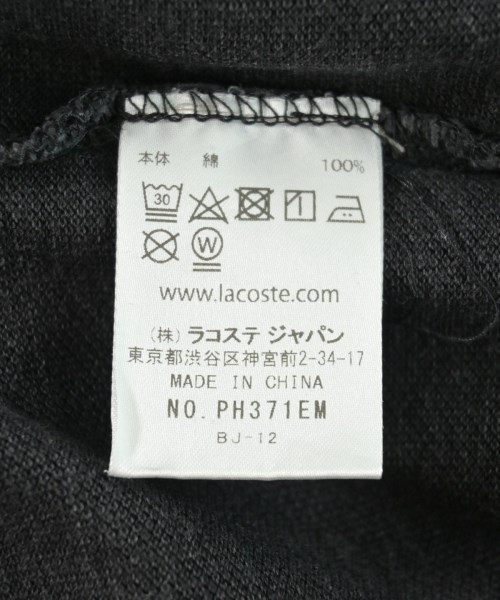 本体 綿 100%
30
W
www.lacoste.com
(株) ラコステ ジャパン
東京都渋谷区神宮前2-34-17
MADE IN CHINA
NO. PH371EM
BJ-12